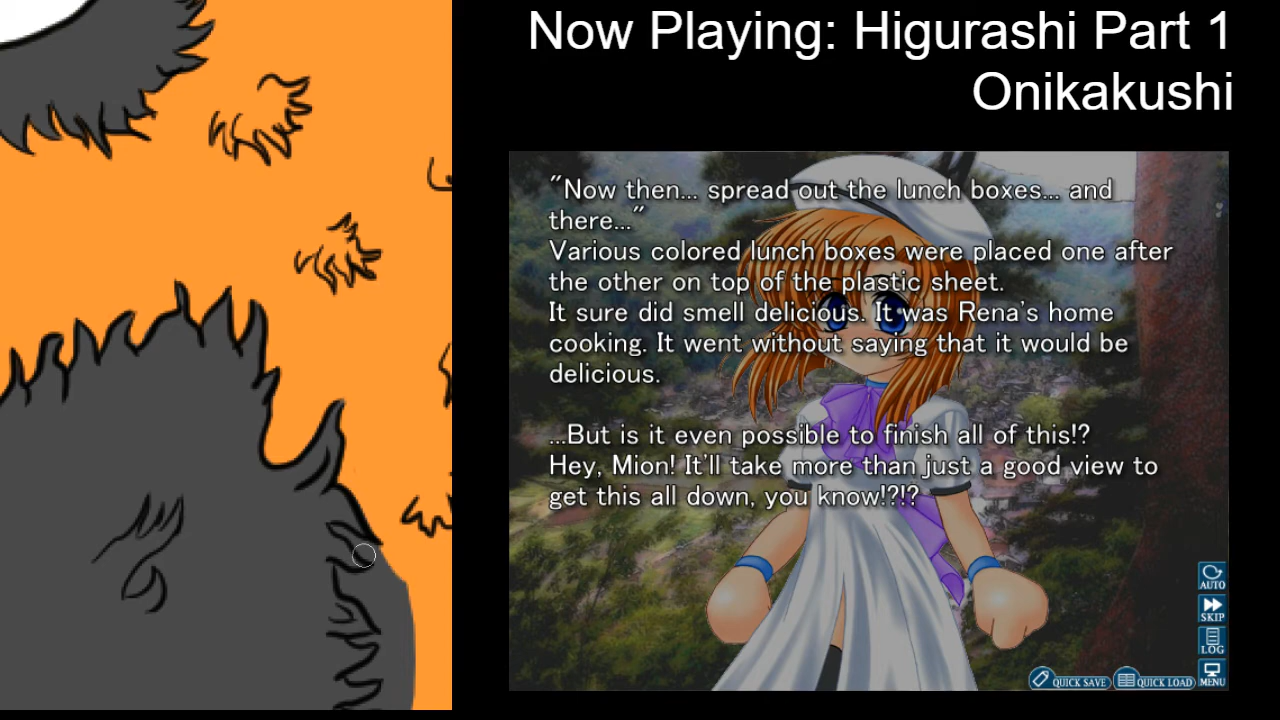 Now Playing: Higurashi Part 1
Onikakushi
"Now then... spread out the lunch boxes... and
there..."
Various colored lunch boxes were placed one after
the other on top of the plastic sheet.
It sure did smell delicious. It was Rena's home
cooking. It went without saying that it would be
delicious.
...But is it even possible to finish all of this!?
Hey, Mion! It'll take more than just a good view to
get this all down, you know!?!?
AUTO
SKIP
LOG
MENU
QUICK SAVE
QUICK LOAD